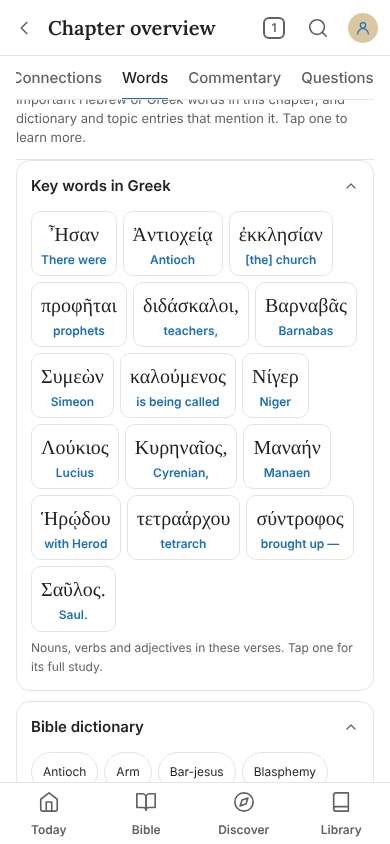 Chapter overview
1
Connections Words Commentary Questions
important Hebrew or Greek words in this chapter, and
dictionary and topic entries that mention it. Tap one to
learn more.
Key words in Greek
Ἦσαν Ἀντιοχείᾳ ἐκκλησίαν
There were Antioch [the] church
προφῆται διδάσκαλοι, Βαρναβᾶς
prophets teachers, Barnabas
Συμεὼν καλούμενος Νίγερ
Simeon is being called Niger
Λούκιος Κυρηναῖος, Μαναήν
Lucius Cyrenian, Manaen
Ἡρῴδου τετραάρχου σύντροφος
with Herod tetrarch brought up —
Σαῦλος.
Saul.
Nouns, verbs and adjectives in these verses. Tap one for
its full study.
Bible dictionary
Antioch Arm Bar-jesus Blasphemy
Today Bible Discover Library